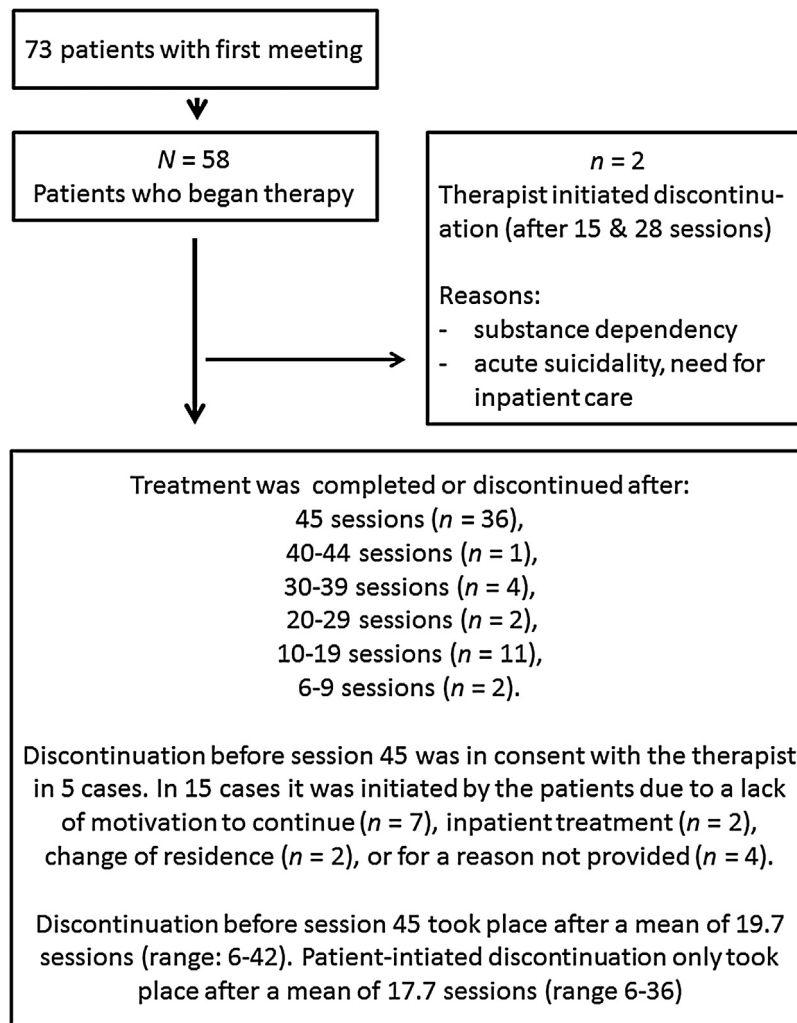 73 patients with first meeting
N = 58
Patients who began therapy
n = 2
Therapist initiated discontinu-
ation (after 15 & 28 sessions)
Reasons:
- substance dependency
- acute suicidality, need for
inpatient care
Treatment was completed or discontinued after:
45 sessions (n = 36),
40-44 sessions (n = 1),
30-39 sessions (n = 4),
20-29 sessions (n = 2),
10-19 sessions (n = 11),
6-9 sessions (n = 2).
Discontinuation before session 45 was in consent with the therapist
in 5 cases. In 15 cases it was initiated by the patients due to a lack
of motivation to continue (n = 7), inpatient treatment (n = 2),
change of residence (n = 2), or for a reason not provided (n = 4).
Discontinuation before session 45 took place after a mean of 19.7
sessions (range: 6-42). Patient-intiated discontinuation only took
place after a mean of 17.7 sessions (range 6-36)